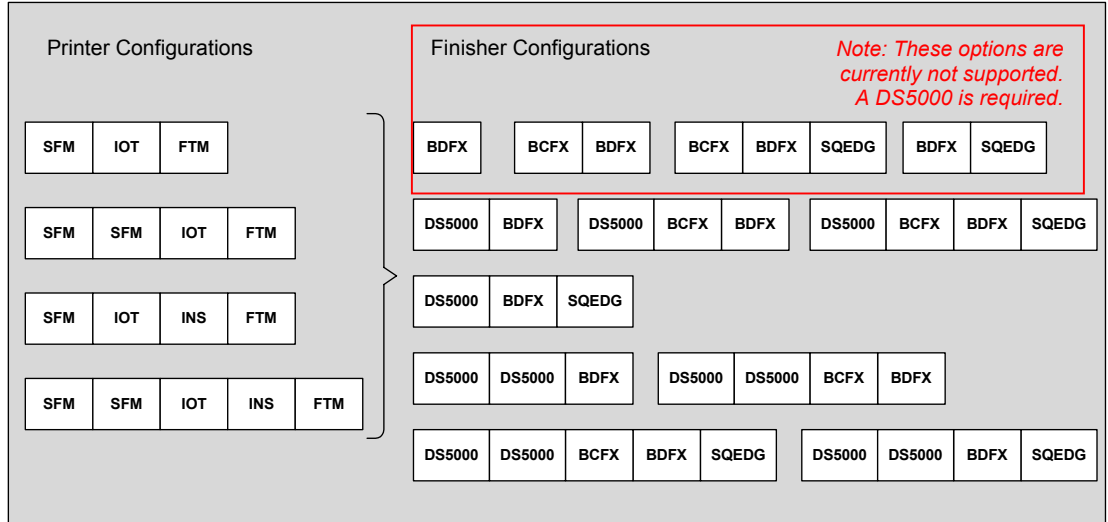 Printer Configurations
Finisher Configurations
Note: These options are
currently not supported.
A DS5000 is required.
SFM IOT FTM
BDFX BCFX BDFX BCFX BDFX SQEDG BDFX SQEDG
SFM SFM IOT FTM
DS5000 BDFX DS5000 BCFX BDFX DS5000 BCFX BDFX SQEDG
SFM IOT INS FTM
DS5000 BDFX SQEDG
SFM SFM IOT INS FTM
DS5000 DS5000 BDFX DS5000 DS5000 BCFX BDFX
DS5000 DS5000 BCFX BDFX SQEDG DS5000 DS5000 BDFX SQEDG